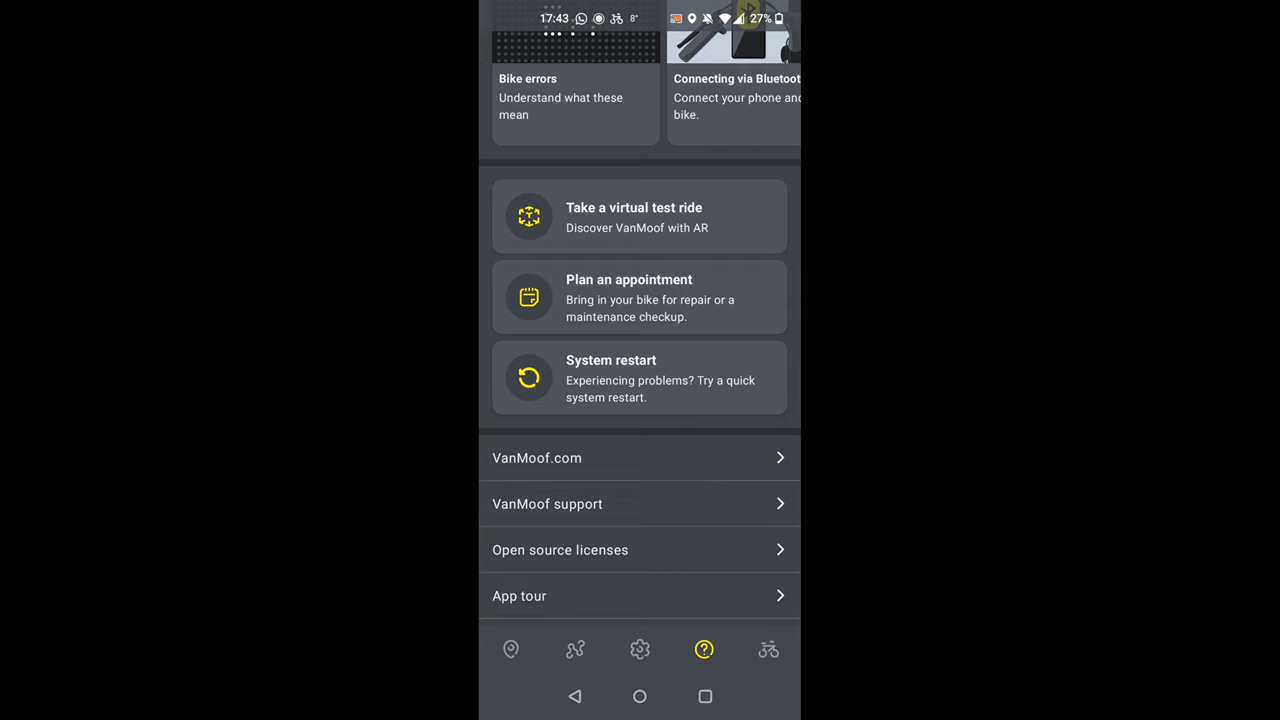 17:43 8° 27%
Bike errors
Understand what these
mean
Connecting via Bluetoot
Connect your phone and
bike.
Take a virtual test ride
Discover VanMoof with AR
Plan an appointment
Bring in your bike for repair or a
maintenance checkup.
System restart
Experiencing problems? Try a quick
system restart.
VanMoof.com
VanMoof support
Open source licenses
App tour